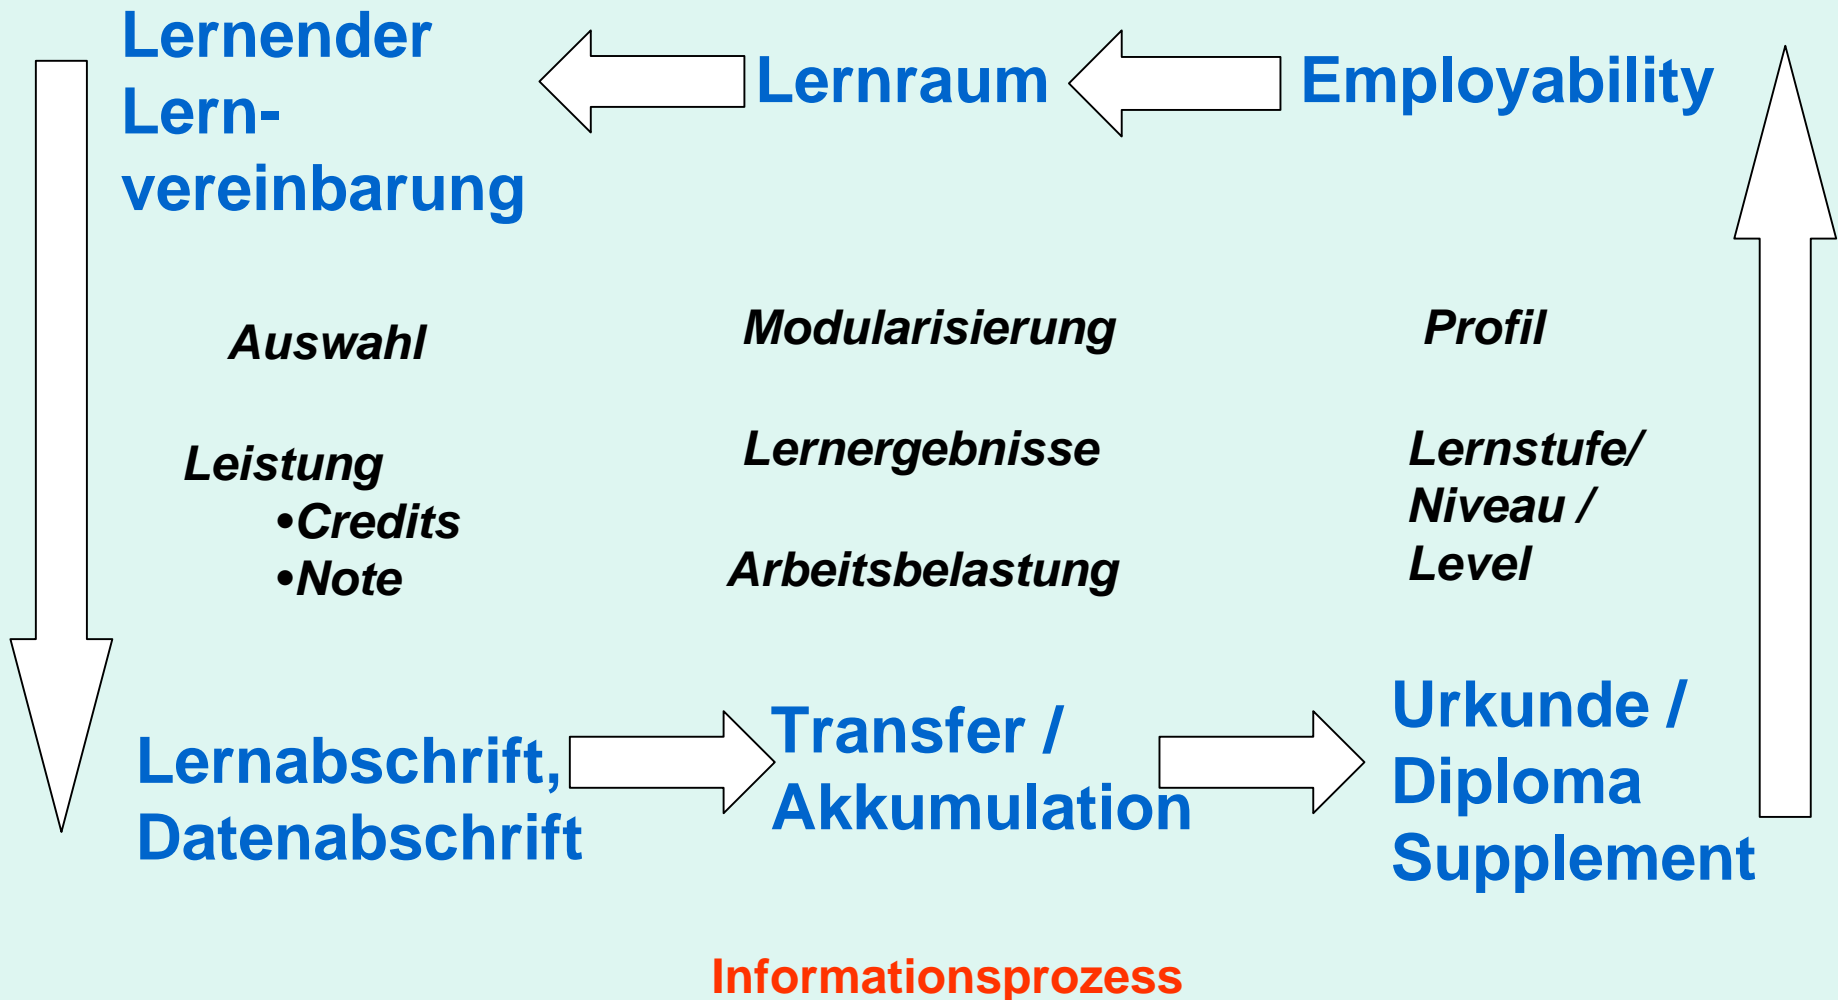 Lernender
Lern-
vereinbarung
Lernraum
Employability
Auswahl
Modularisierung
Profil
Leistung
•Credits
•Note
Lernergebnisse
Arbeitsbelastung
Lernstufe/
Niveau /
Level
Lernabschrift,
Datenabschrift
Transfer /
Akkumulation
Urkunde /
Diploma
Supplement
Informationsprozess